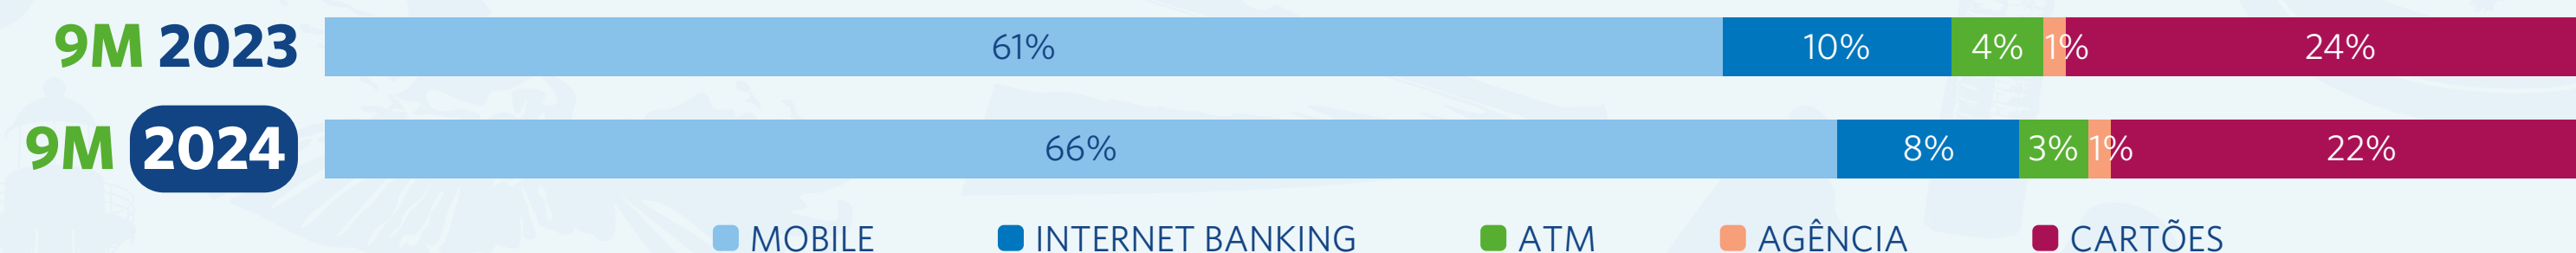 9M 2023 61% 10% 4% 1% 24%
9M 2024 66% 8% 3% 1% 22%
MOBILE INTERNET BANKING ATM AGÊNCIA CARTÕES